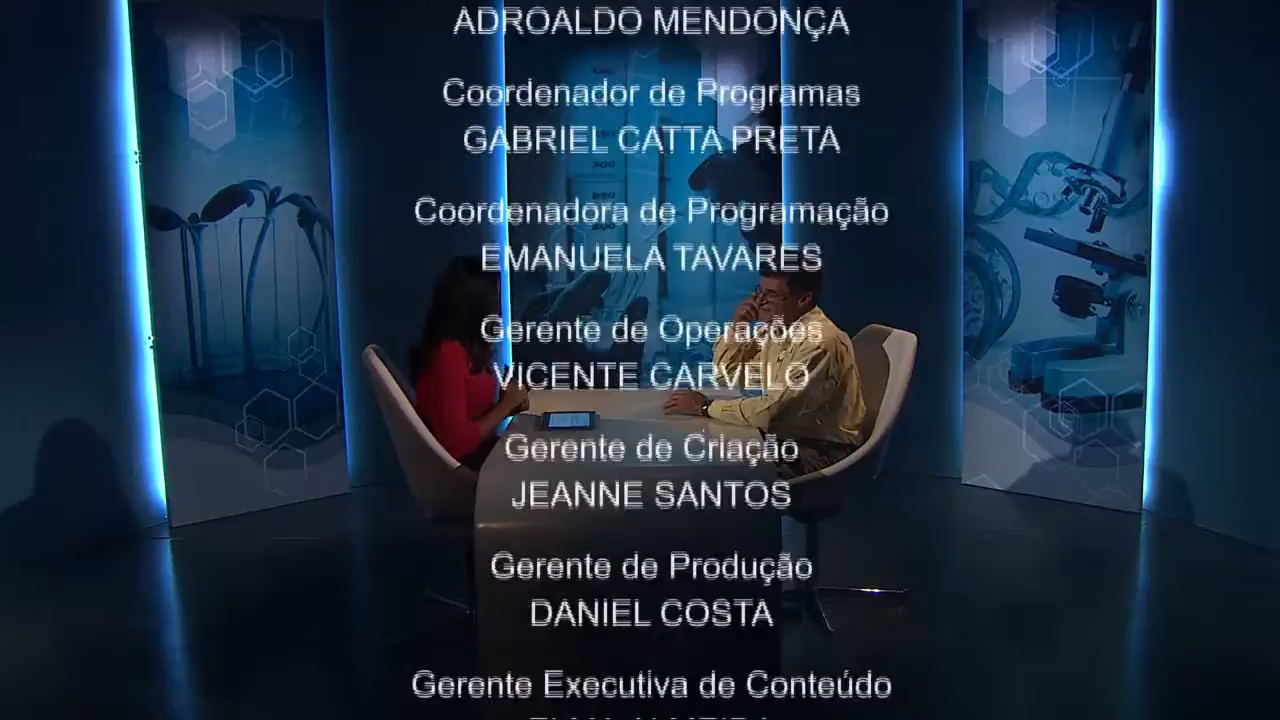 ADROALDO MENDONÇA
Coordenador de Programas
GABRIEL CATTA PRETA
Coordenadora de Programação
EMANUELA TAVARES
Gerente de Operações
VICENTE CARVELO
Gerente de Criação
JEANNE SANTOS
Gerente de Produção
DANIEL COSTA
Gerente Executiva de Conteúdo